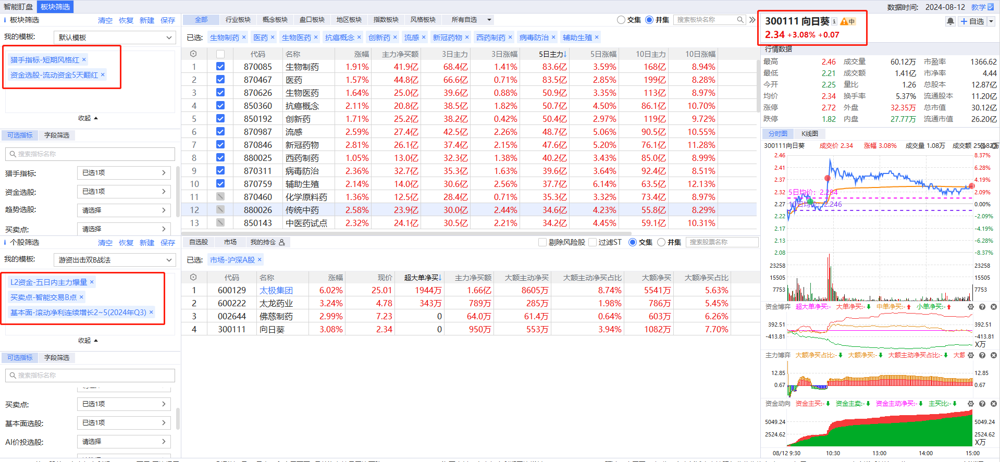 智能盯盘 板块筛选 数据时间: 2024-08-12 教学
板块筛选 清空 恢复 新建 保存
我的模板: 默认模板
猎手指标-短期风格红 ×
资金选股-流动资金5天翻红 ×
收起
可选指标 字段筛选
搜索指标名称
猎手指标: 已选1项
资金选股: 已选1项
趋势选股: 请选择
买卖点: 请选择
全部 行业板块 概念板块 盘口板块 地区板块 指数板块 风格板块 所有自选 交集 并集 搜索板块名称
已选: 生物制药 × 医药 × 生物医药 × 抗癌概念 × 创新药 × 流感 × 新冠药物 × 西药制药 × 病毒防治 × 辅助生殖 ×
代码 名称 涨幅 主力净买额 3日主力 3日涨幅 5日主力↓ 5日涨幅 10日主力 10日涨幅
1 870085 生物制药 1.91% 41.9亿 68.4亿 1.41% 83.6亿 3.59% 168亿 8.94%
2 870467 医药 1.57% 44.8亿 66.6亿 0.71% 83.5亿 2.85% 199亿 8.28%
3 870626 生物医药 1.64% 25.0亿 39.6亿 0.88% 50.9亿 3.35% 113亿 8.97%
4 850360 抗癌概念 2.11% 20.8亿 38.5亿 1.82% 50.7亿 4.50% 86.1亿 10.70%
5 850192 创新药 1.71% 25.2亿 38.2亿 0.42% 50.4亿 2.97% 119亿 9.72%
6 870987 流感 2.59% 27.4亿 42.5亿 2.26% 48.7亿 5.06% 90.5亿 10.55%
7 870846 新冠药物 2.81% 26.1亿 37.4亿 2.15% 47.6亿 5.20% 76.1亿 11.28%
8 880025 西药制药 1.05% 13.0亿 32.3亿 1.38% 40.2亿 3.43% 85.0亿 8.99%
9 870311 病毒防治 2.36% 32.7亿 35.3亿 1.63% 39.6亿 3.64% 92.4亿 8.51%
10 870759 辅助生殖 2.14% 14.0亿 30.6亿 2.56% 37.7亿 6.14% 63.5亿 12.13%
11 870460 化学原料药 1.36% 12.5亿 28.4亿 0.71% 35.3亿 3.32% 73.4亿 8.97%
12 880026 传统中药 2.58% 23.9亿 30.0亿 2.44% 34.6亿 4.23% 55.8亿 8.29%
13 850143 中医药试点 2.32% 24.1亿 30.5亿 2.21% 34.2亿 4.45% 59.1亿 10.31%
个股筛选 清空 恢复 新建 保存
我的模板: 游资出击双B战法
L2资金-五日内主力爆量 ×
买卖点-智能交易B点 ×
基本面-滚动净利连续增长2~5(2024年Q3) ×
收起
可选指标 字段筛选
搜索指标名称
买卖点: 已选1项
基本面选股: 已选1项
AI价投选股: 请选择
自选股 市场 我的持仓 剔除风险股 过滤ST 交集 并集 搜索股票名称
已选: 市场-沪深A股 ×
代码 名称 涨幅 现价 超大单净买↓ 主力净买额 大额主动净买 大额主动净买占比 大额净买 大额净买占比
1 600129 太极集团 6.02% 25.01 1944万 1.66亿 8605万 8.74% 5541万 5.63%
2 600222 太龙药业 3.24% 4.78 343万 789万 285万 1.98% 786万 5.45%
3 002644 佛慈制药 2.99% 7.23 0 64.0万 61.4万 0.64% 603万 6.26%
4 300111 向日葵 3.08% 2.34 0 950万 553万 3.94% 1082万 7.70%
300111 向日葵 中 自选
2.34 +3.08% +0.07
行情数据
最高 2.46 成交量 60.12万 市盈率 1366.62
最低 2.21 成交额 1.41亿 市净率 4.44
今开 2.25 量比 1.26 总股本 12.87亿
均价 2.34 换手率 5.37% 流通股本 11.20亿
涨停 2.72 外盘 32.35万 总市值 30.12亿
跌停 1.82 内盘 27.77万 流通市值 26.20亿
分时图 K线图
300111向日葵 成交价 2.34 涨幅 3.08% 成交量 1.08万 成交额
2.46 8.37%
2.41 6.28%
2.37 4.19%
5日均价: 2.294
2.32 2.09%
2.27 10日均价: 2.246 0.00%
2.22 -2.09%
2.17 -4.19%
2.13 -6.28%
2.08 -8.37%
23258 23258
15505 15505
7753 7753
资金博弈 超大单净买:- 大单净买:- 中单净买:- 小单净买:-
392.51 392.51
-413.81 -413.81
X万
主力博弈 大额净买占比:- 大额净买:- 大额主动净买占比:- 大额
12.85 12.85
0.67 0.67
资金动向 资金主买:- 资金主卖:- 资金主动净买:- 主买比:-
5049.24 5049.24
2524.62 2524.62
X万
08/12 9:30 10:30 13:00 14:00 15:00